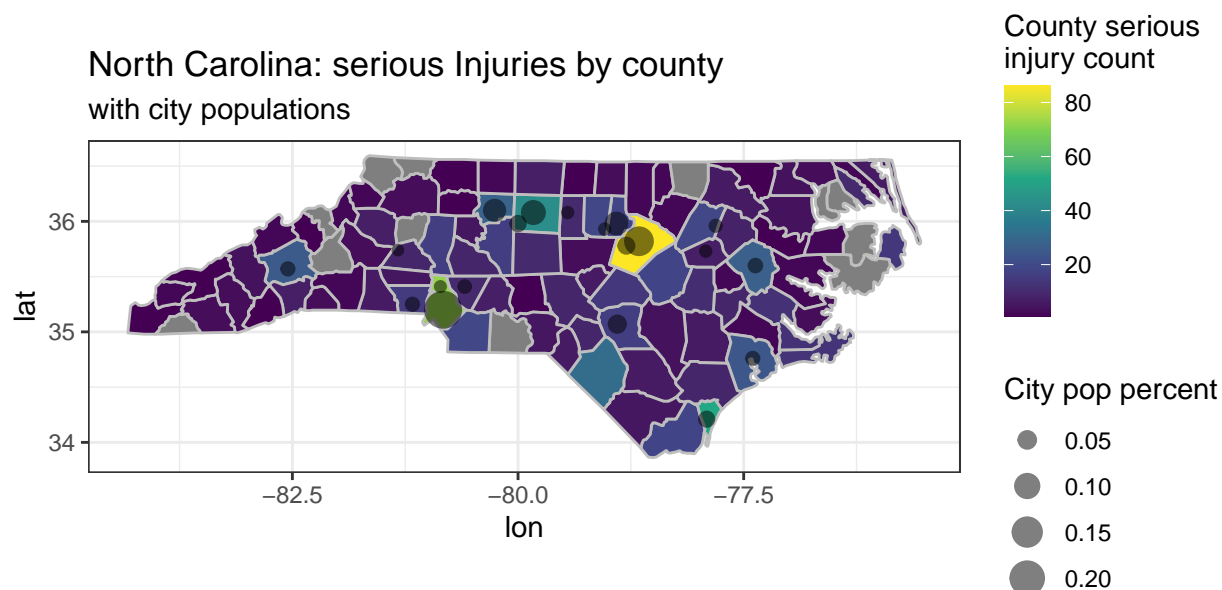 North Carolina: serious Injuries by county
with city populations
lat
36
35
34
−82.5
−80.0
−77.5
lon
County serious
injury count
80
60
40
20
City pop percent
0.05
0.10
0.15
0.20